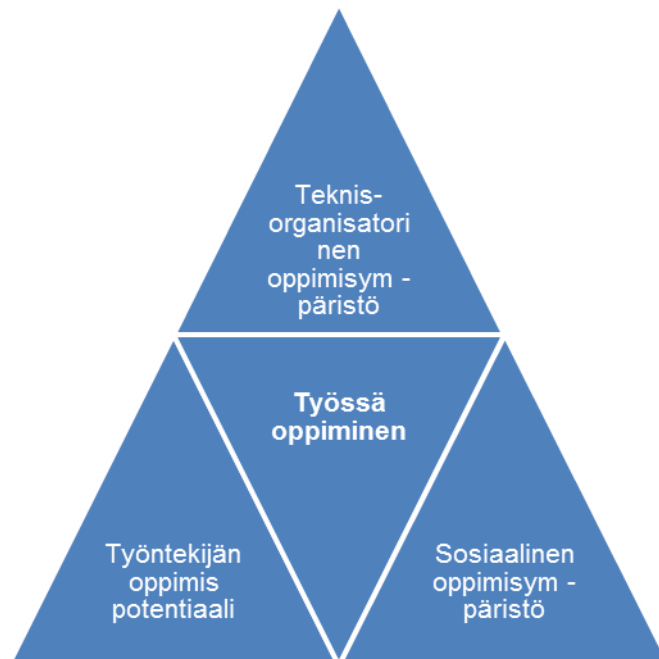 Teknis-
organisatori
nen
oppimisym -
päristö
Työssä
oppiminen
Työntekijän
oppimis
potentiaali
Sosiaalinen
oppimisym -
päristö